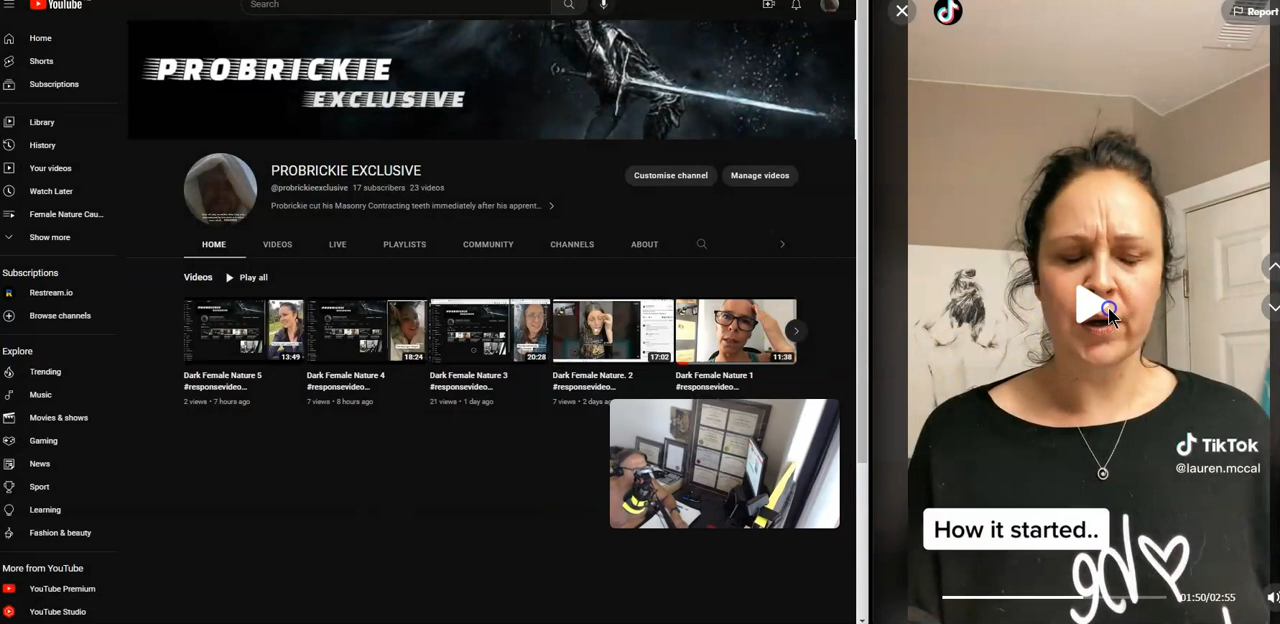 YouTube
Search
Home
Shorts
Subscriptions
Library
History
Your videos
Watch Later
Female Nature Cau...
Show more
Subscriptions
Restream.io
Browse channels
Explore
Trending
Music
Movies & shows
Gaming
News
Sport
Learning
Fashion & beauty
More from YouTube
YouTube Premium
YouTube Studio
PROBRICKIE
EXCLUSIVE
PROBRICKIE EXCLUSIVE
@probrickieexclusive 17 subscribers 23 videos
Probrickie cut his Masonry Contracting teeth immediately after his apprent...
Customise channel
Manage videos
HOME VIDEOS LIVE PLAYLISTS COMMUNITY CHANNELS ABOUT
Videos Play all
13:49
18:24
20:28
17:02
11:38
Dark Female Nature 5
#responsevideo...
2 views • 7 hours ago
Dark Female Nature 4
#responsevideo...
7 views • 8 hours ago
Dark Female Nature 3
#responsevideo...
21 views • 1 day ago
Dark Female Nature. 2
#responsevideo...
7 views • 2 days ago
Dark Female Nature 1
#responsevideo...
Report
TikTok
@lauren.mccal
How it started..
01:50/02:55